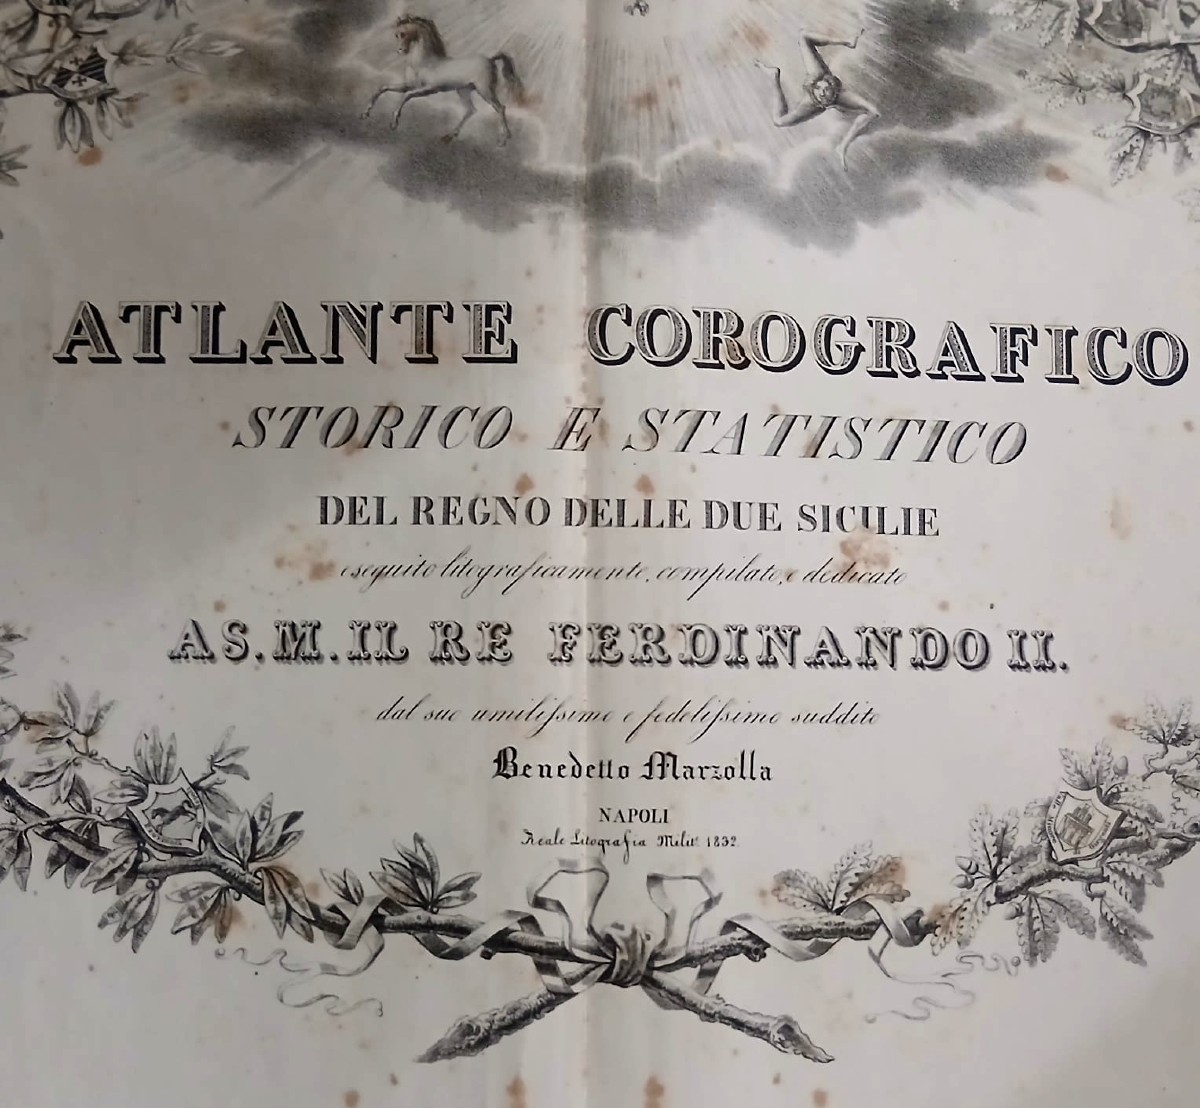 ATLANTE COROGRAFICO
STORICO E STATISTICO
DEL REGNO DELLE DUE SICILIE
eseguito litograficamente, compilato, e dedicato
A S. M. IL RE FERDINANDO II.
dal suo umilissimo e fedelissimo suddito
Benedetto Marzolla
NAPOLI
Reale Litografia Milit.e 1832.